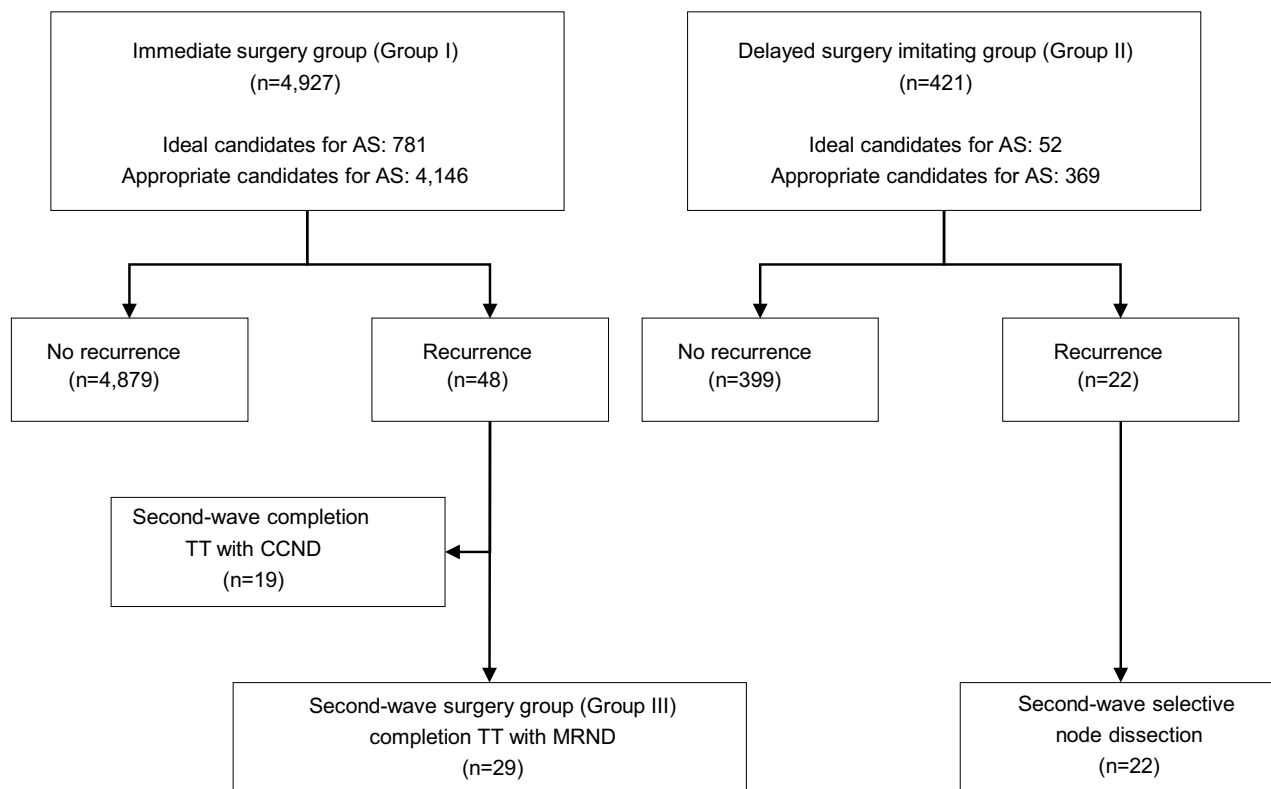 Immediate surgery group (Group I)
(n=4,927)
Ideal candidates for AS: 781
Appropriate candidates for AS: 4,146
Delayed surgery imitating group (Group II)
(n=421)
Ideal candidates for AS: 52
Appropriate candidates for AS: 369
No recurrence
(n=4,879)
Recurrence
(n=48)
No recurrence
(n=399)
Recurrence
(n=22)
Second-wave completion
TT with CCND
(n=19)
Second-wave surgery group (Group III)
completion TT with MRND
(n=29)
Second-wave selective
node dissection
(n=22)